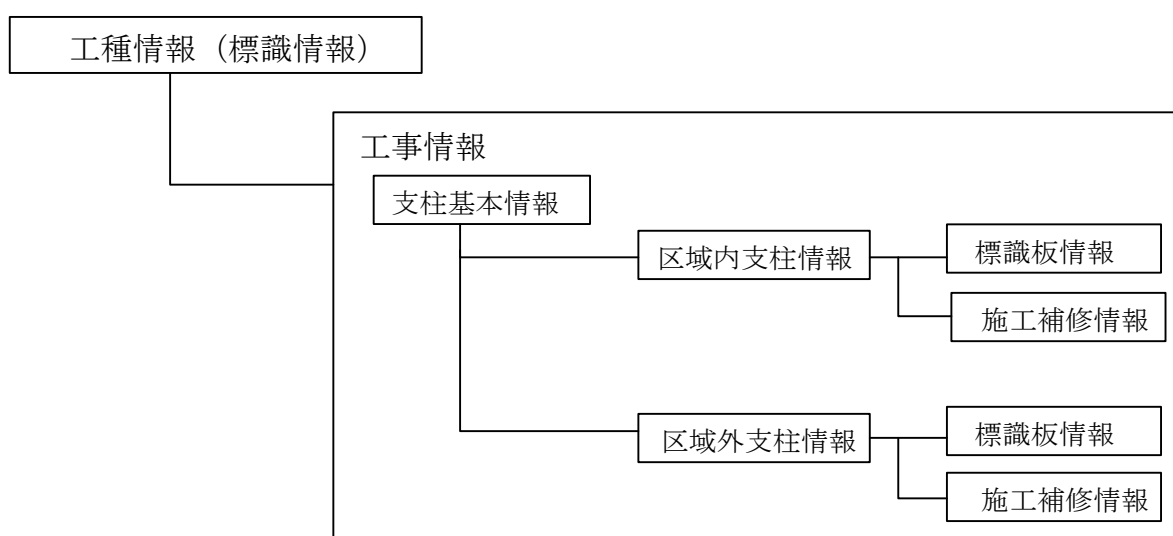 工種情報（標識情報）
工事情報
支柱基本情報
区域内支柱情報
標識板情報
施工補修情報
区域外支柱情報
標識板情報
施工補修情報